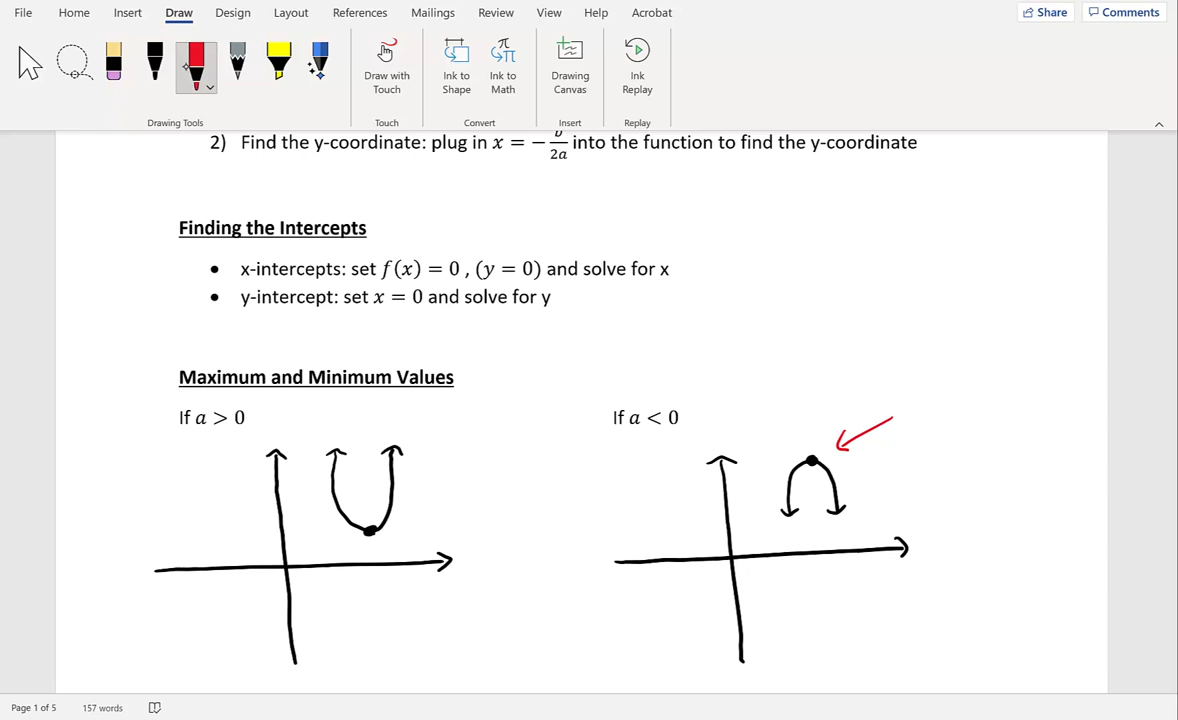 File Home Insert Draw Design Layout References Mailings Review View Help Acrobat Share Comments
Draw with Touch
Ink to Shape
Ink to Math
Drawing Canvas
Ink Replay
Drawing Tools Touch Convert Insert Replay
2) Find the y-coordinate: plug in x = −b/2a into the function to find the y-coordinate
Finding the Intercepts
• x-intercepts: set f(x) = 0 , (y = 0) and solve for x
• y-intercept: set x = 0 and solve for y
Maximum and Minimum Values
If a > 0 If a < 0
Page 1 of 5 157 words